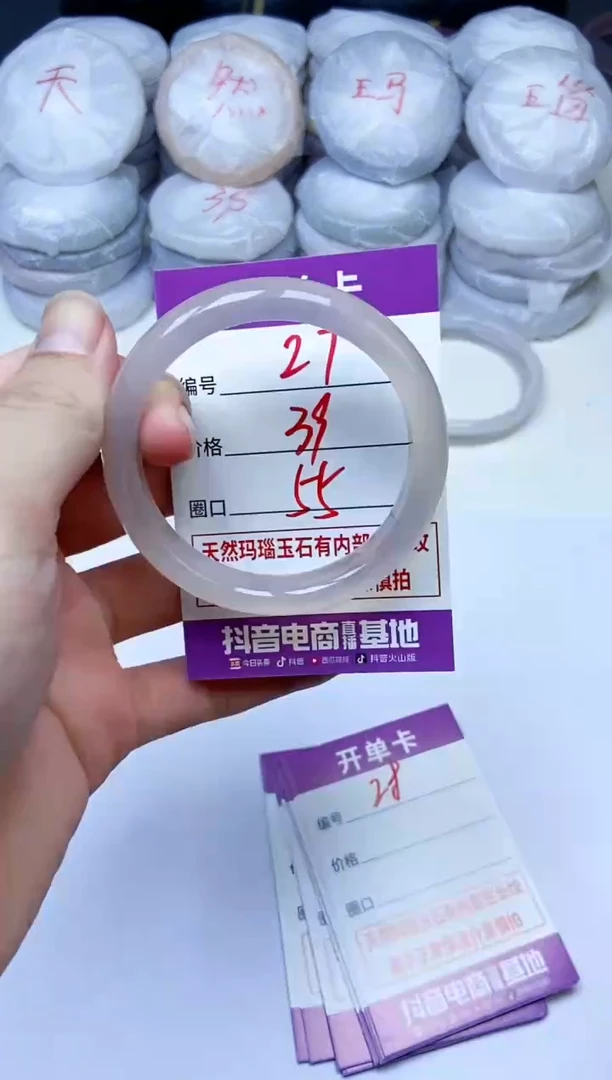 天 然 玛 瑙
35
卡
编号 27
价格 39
圈口 55
天然玛瑙玉石有内部
慎拍
抖音电商直播基地
今日头条 抖音 西瓜视频 抖音火山版
开单卡
编号 28
价格
圈口
抖音电商直播基地